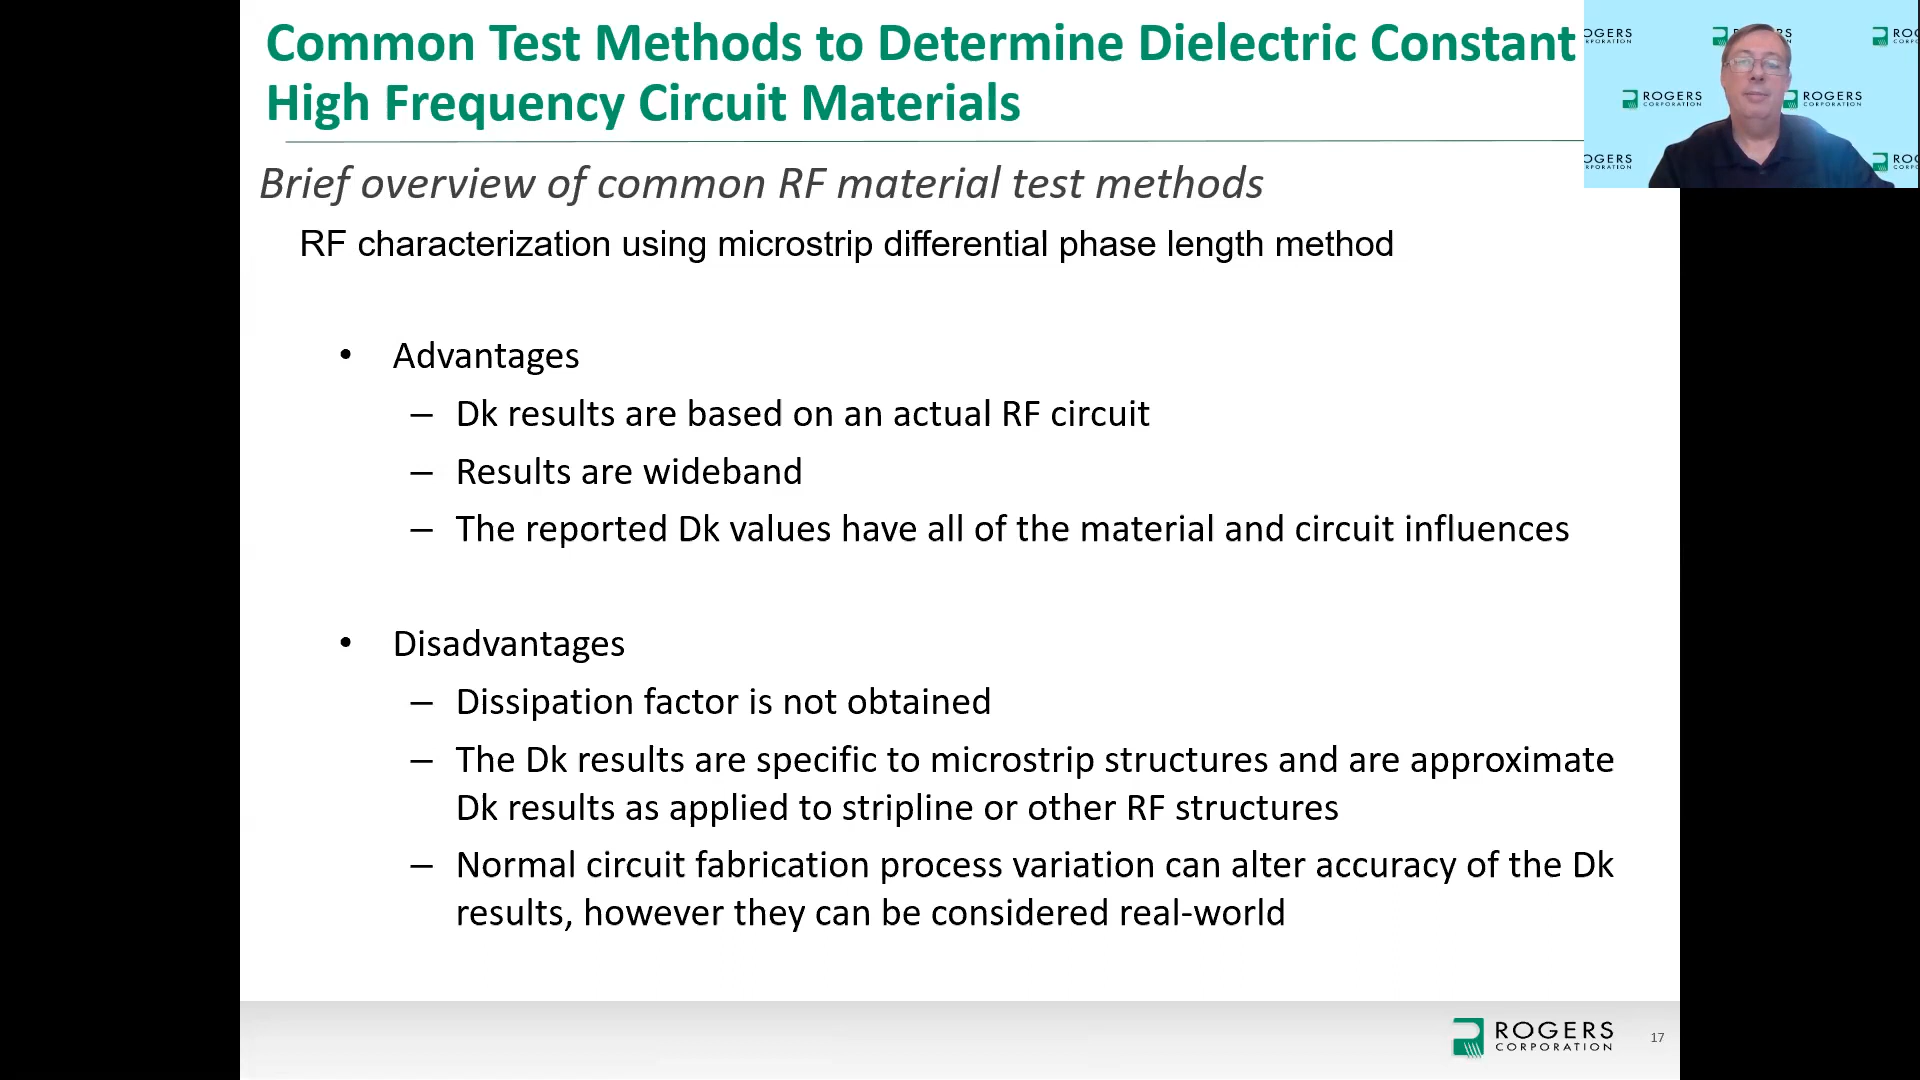 Common Test Methods to Determine Dielectric Constant
High Frequency Circuit Materials
Brief overview of common RF material test methods
RF characterization using microstrip differential phase length method
• Advantages
– Dk results are based on an actual RF circuit
– Results are wideband
– The reported Dk values have all of the material and circuit influences
• Disadvantages
– Dissipation factor is not obtained
– The Dk results are specific to microstrip structures and are approximate
Dk results as applied to stripline or other RF structures
– Normal circuit fabrication process variation can alter accuracy of the Dk
results, however they can be considered real-world
ROGERS
CORPORATION
17
ROGERS
CORPORATION
ROGERS
CORPORATION